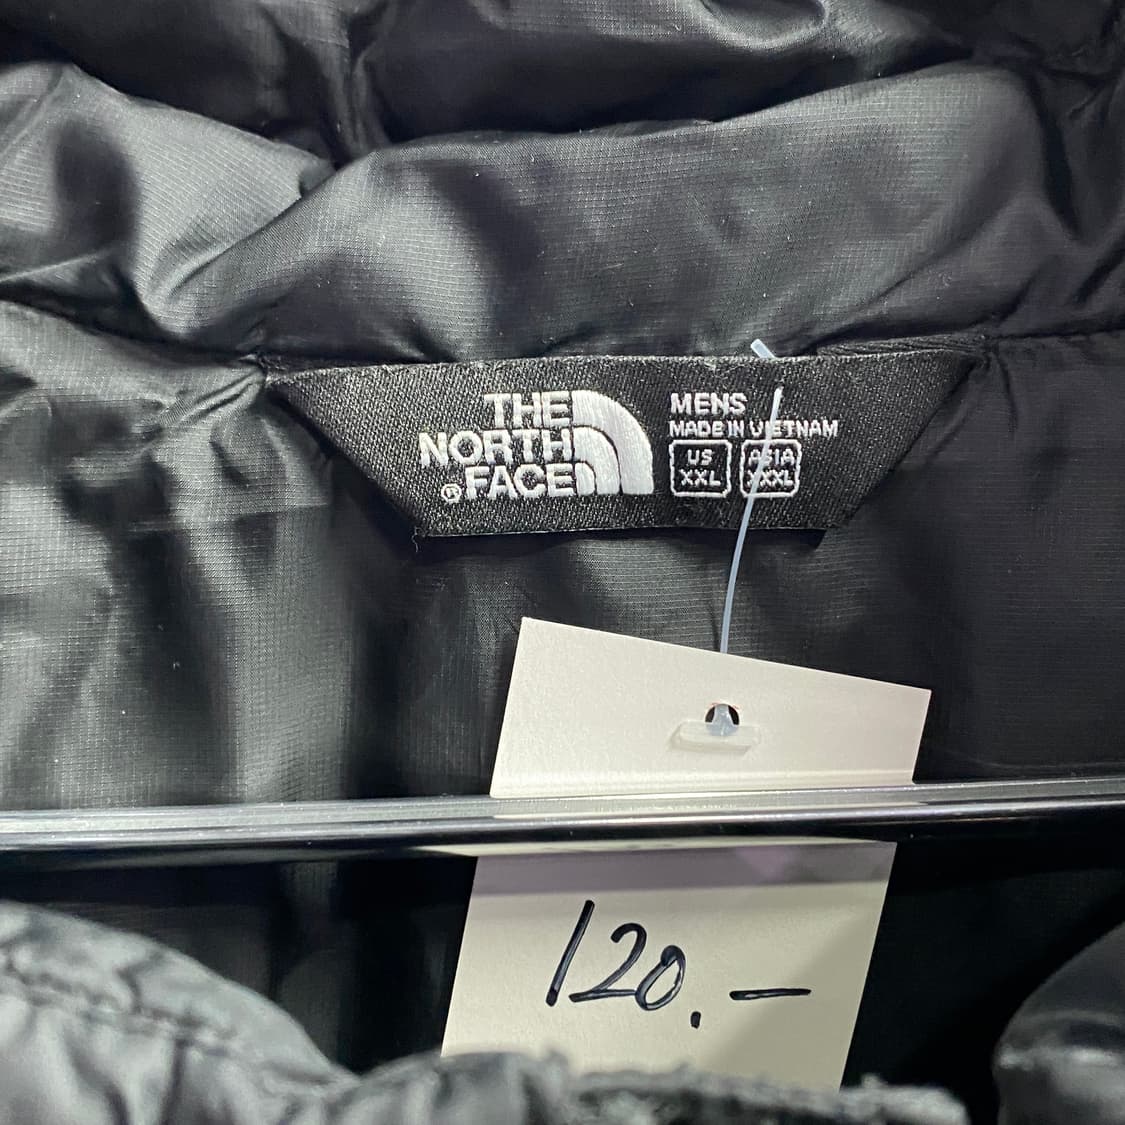 THE
NORTH
® FACE
MENS
MADE IN VIETNAM
US
XXL
ASIA
XXXL
120.–